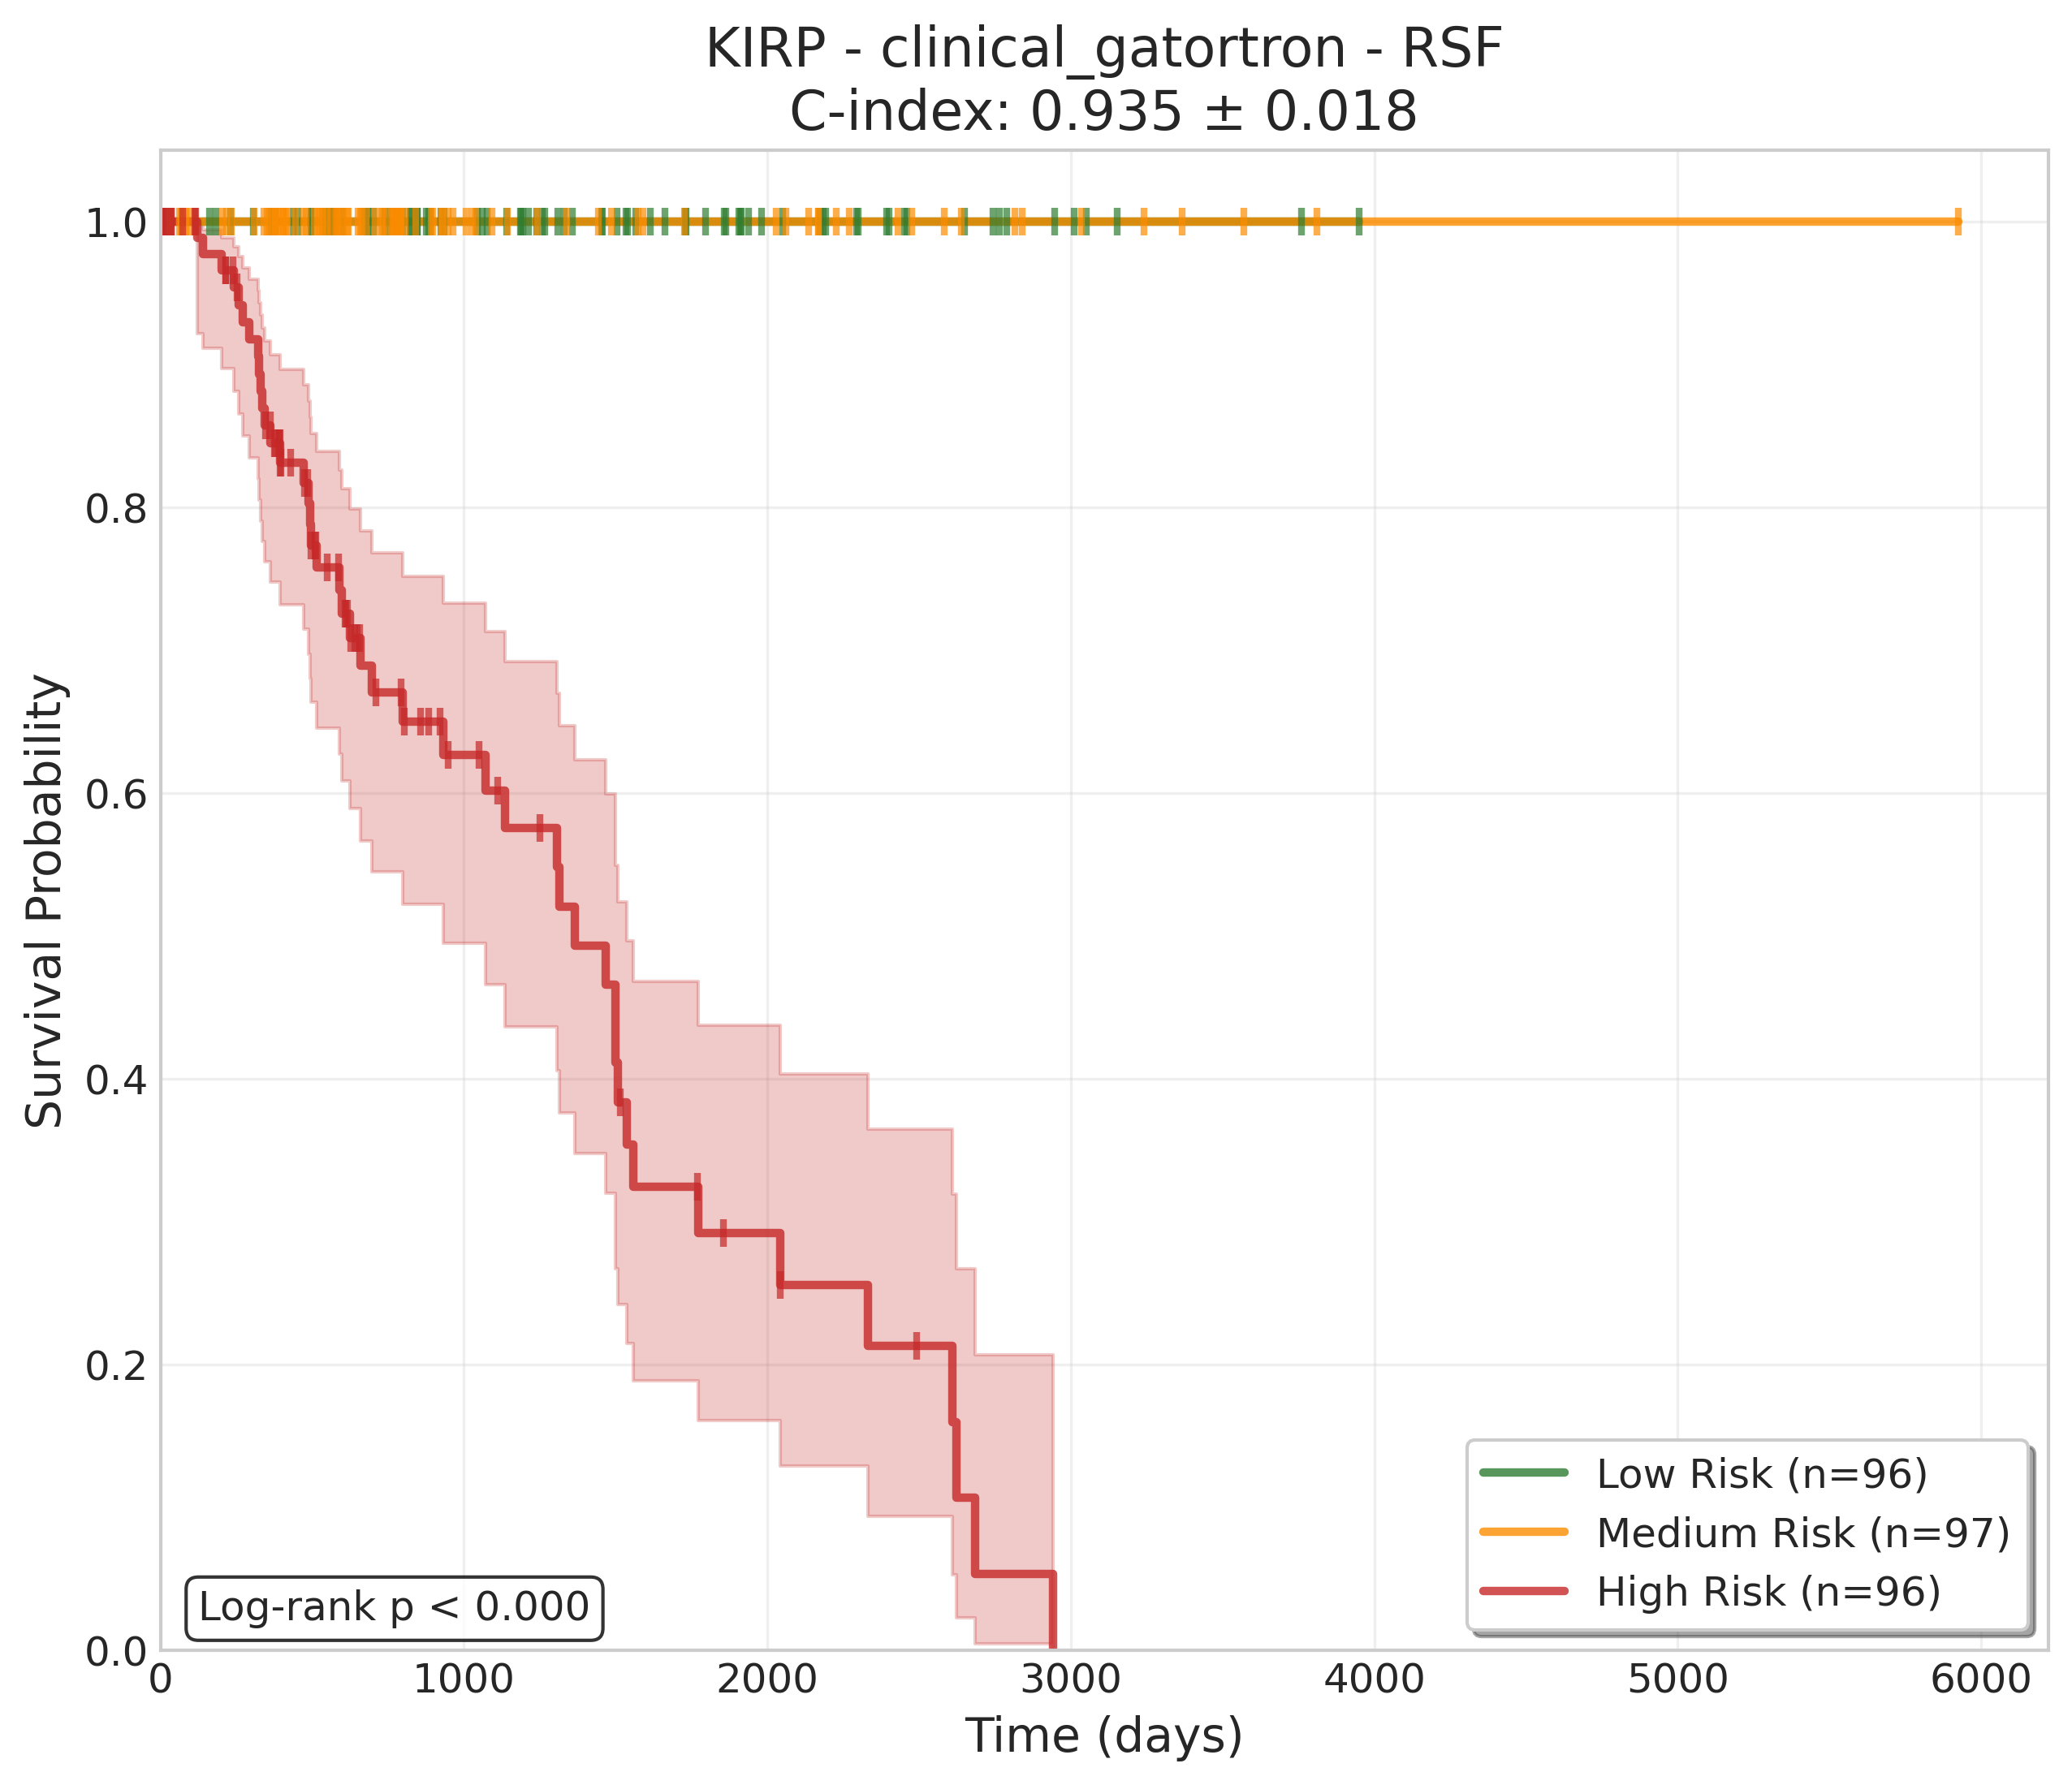 KIRP - clinical_gatortron - RSF
C-index: 0.935 ± 0.018
Survival Probability
1.0
0.8
0.6
0.4
0.2
0.0
Log-rank p < 0.000
Low Risk (n=96)
Medium Risk (n=97)
High Risk (n=96)
0 1000 2000 3000 4000 5000 6000
Time (days)